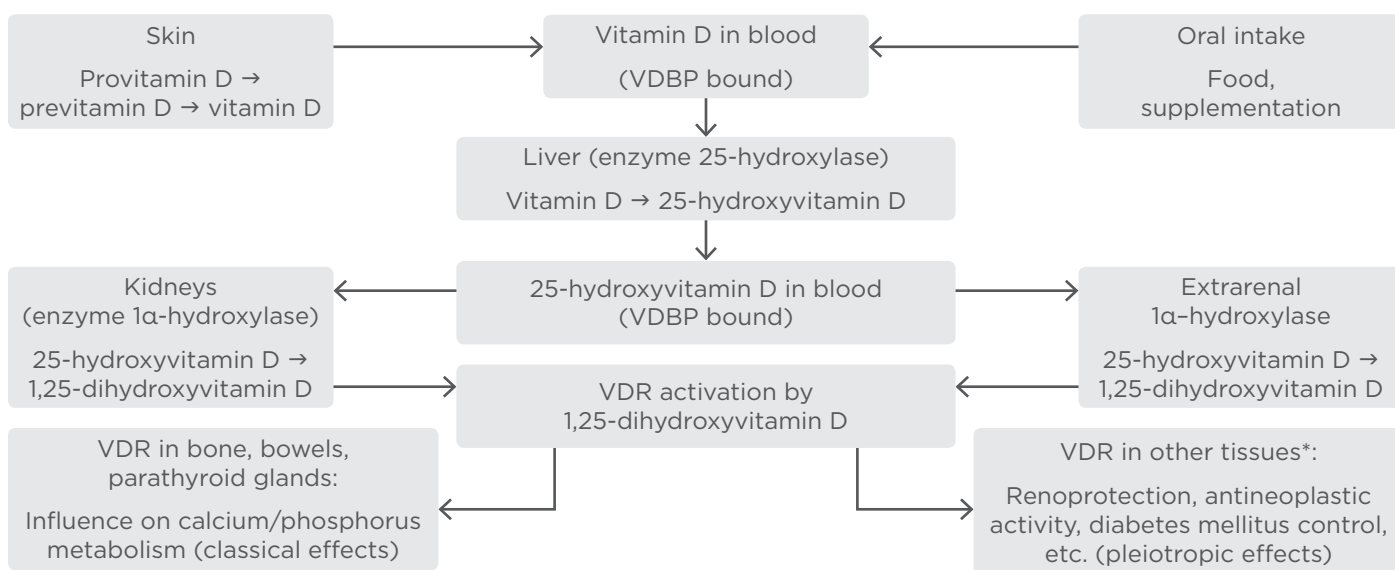 Skin
Provitamin D →
previtamin D → vitamin D
Vitamin D in blood
(VDBP bound)
Oral intake
Food,
supplementation
Liver (enzyme 25-hydroxylase)
Vitamin D → 25-hydroxyvitamin D
Kidneys
(enzyme 1α-hydroxylase)
25-hydroxyvitamin D →
1,25-dihydroxyvitamin D
25-hydroxyvitamin D in blood
(VDBP bound)
Extrarenal
1α–hydroxylase
25-hydroxyvitamin D →
1,25-dihydroxyvitamin D
VDR activation by
1,25-dihydroxyvitamin D
VDR in bone, bowels,
parathyroid glands:
Influence on calcium/phosphorus
metabolism (classical effects)
VDR in other tissues*:
Renoprotection, antineoplastic
activity, diabetes mellitus control,
etc. (pleiotropic effects)